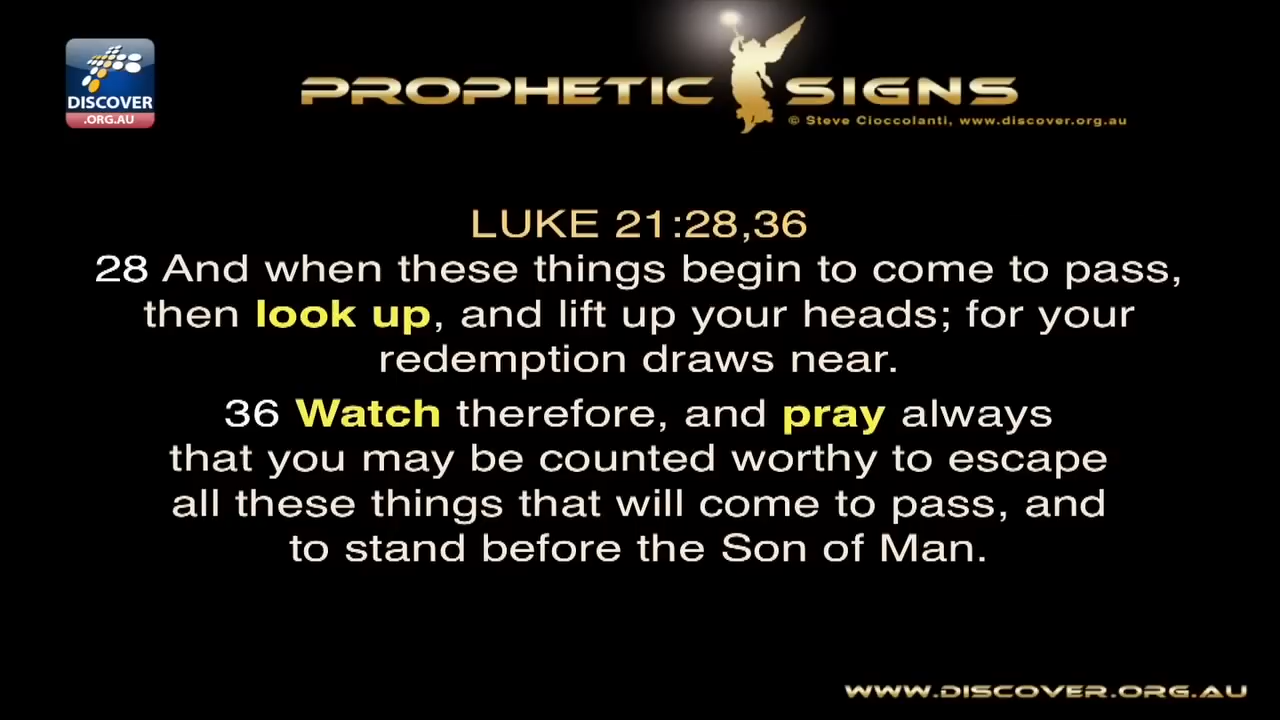 DISCOVER
.ORG.AU
PROPHETIC SIGNS
© Steve Cioccolanti, www.discover.org.au
LUKE 21:28,36
28 And when these things begin to come to pass,
then look up, and lift up your heads; for your
redemption draws near.
36 Watch therefore, and pray always
that you may be counted worthy to escape
all these things that will come to pass, and
to stand before the Son of Man.
WWW.DISCOVER.ORG.AU